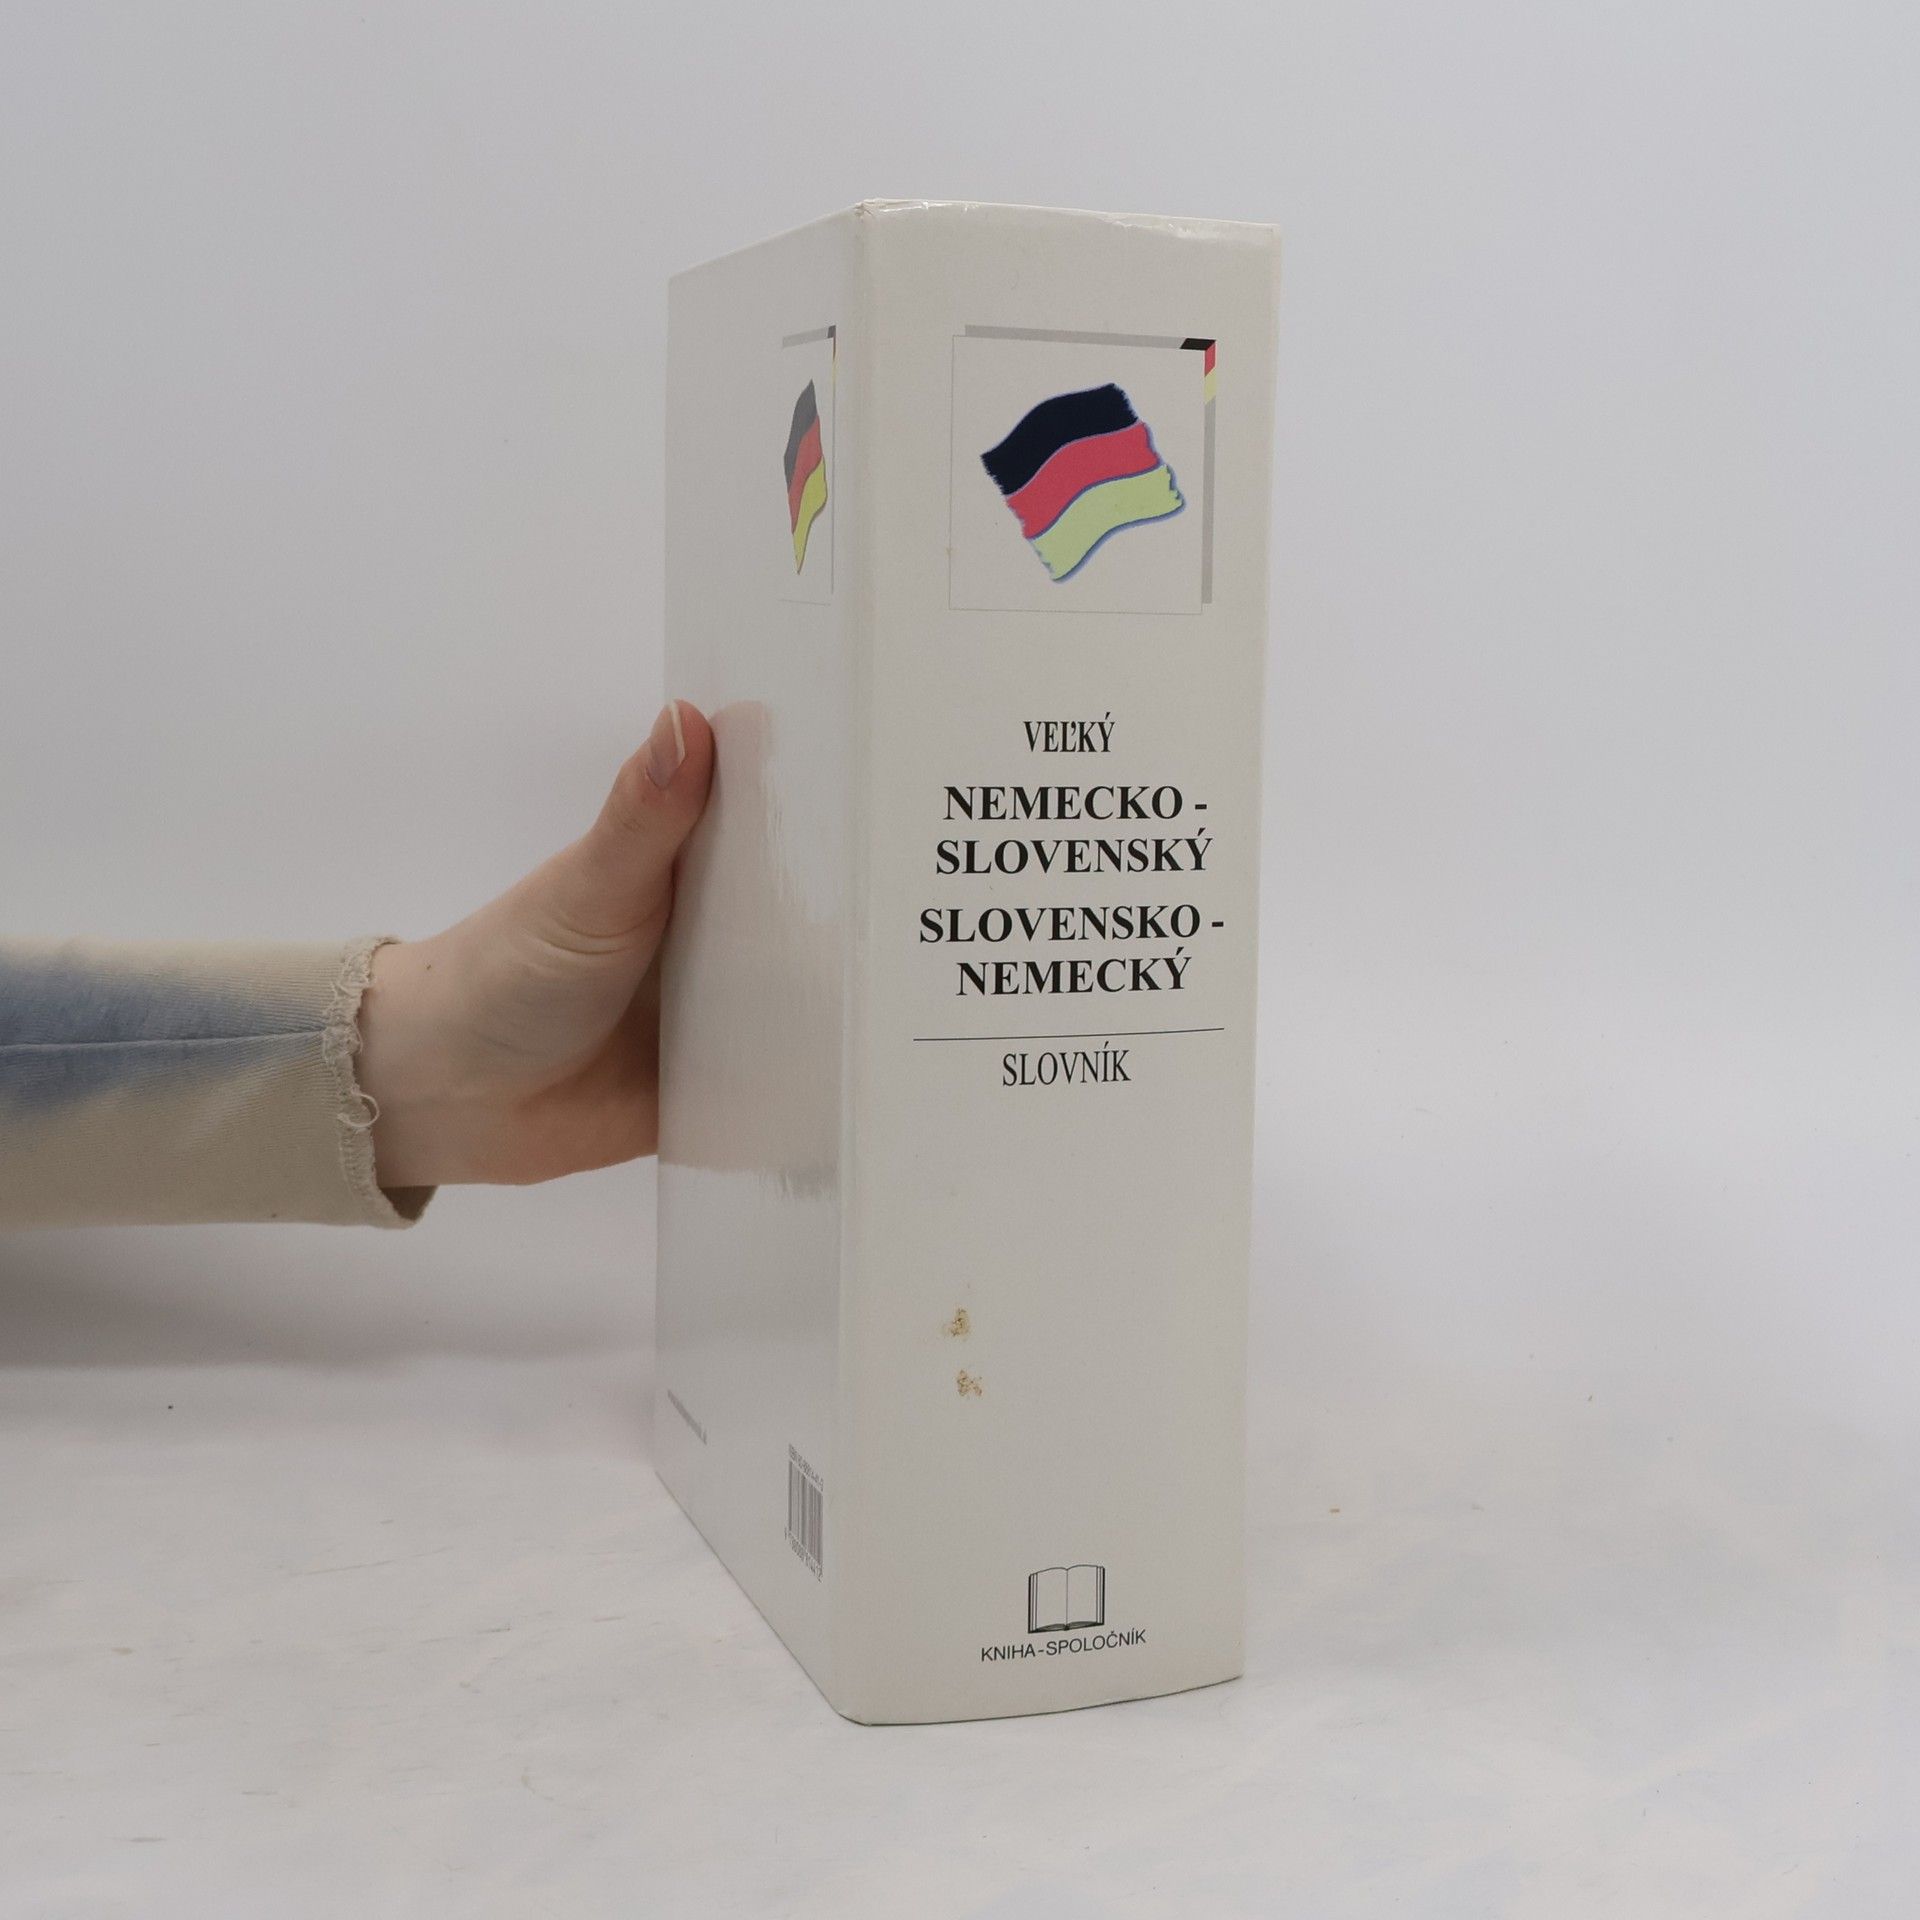 VEĽKÝ
NEMECKO -
SLOVENSKÝ
SLOVENSKO -
NEMECKÝ
SLOVNÍK
KNIHA-SPOLOČNÍK